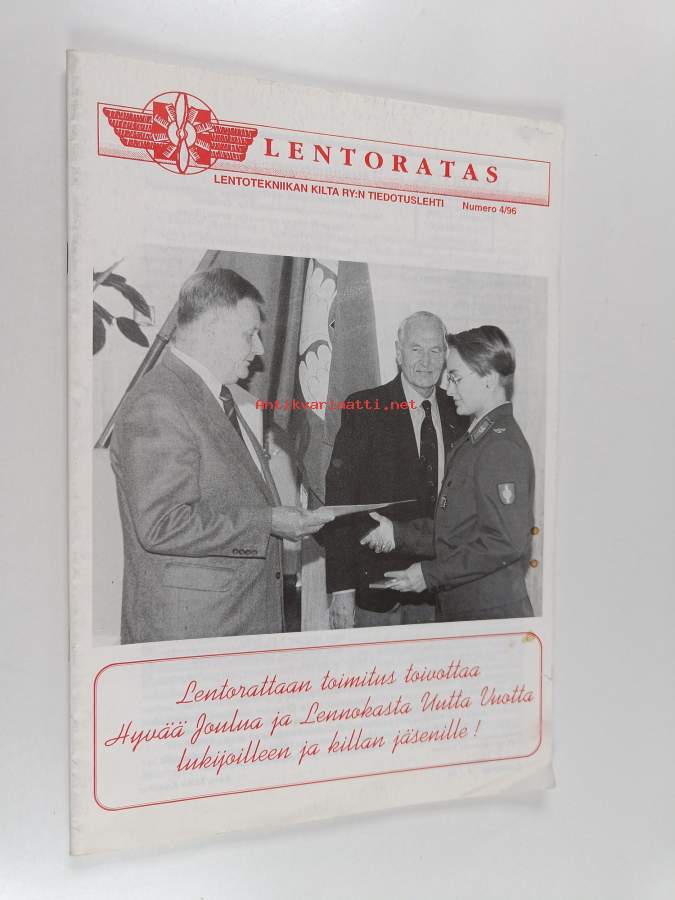 LENTORATAS
LENTOTEKNIIKAN KILTA RY:N TIEDOTUSLEHTI Numero 4/96
Antikvariaatti.net
Lentorattaan toimitus toivottaa
Hyvää Joulua ja Lennokasta Uutta Vuotta
lukijoilleen ja killan jäsenille !